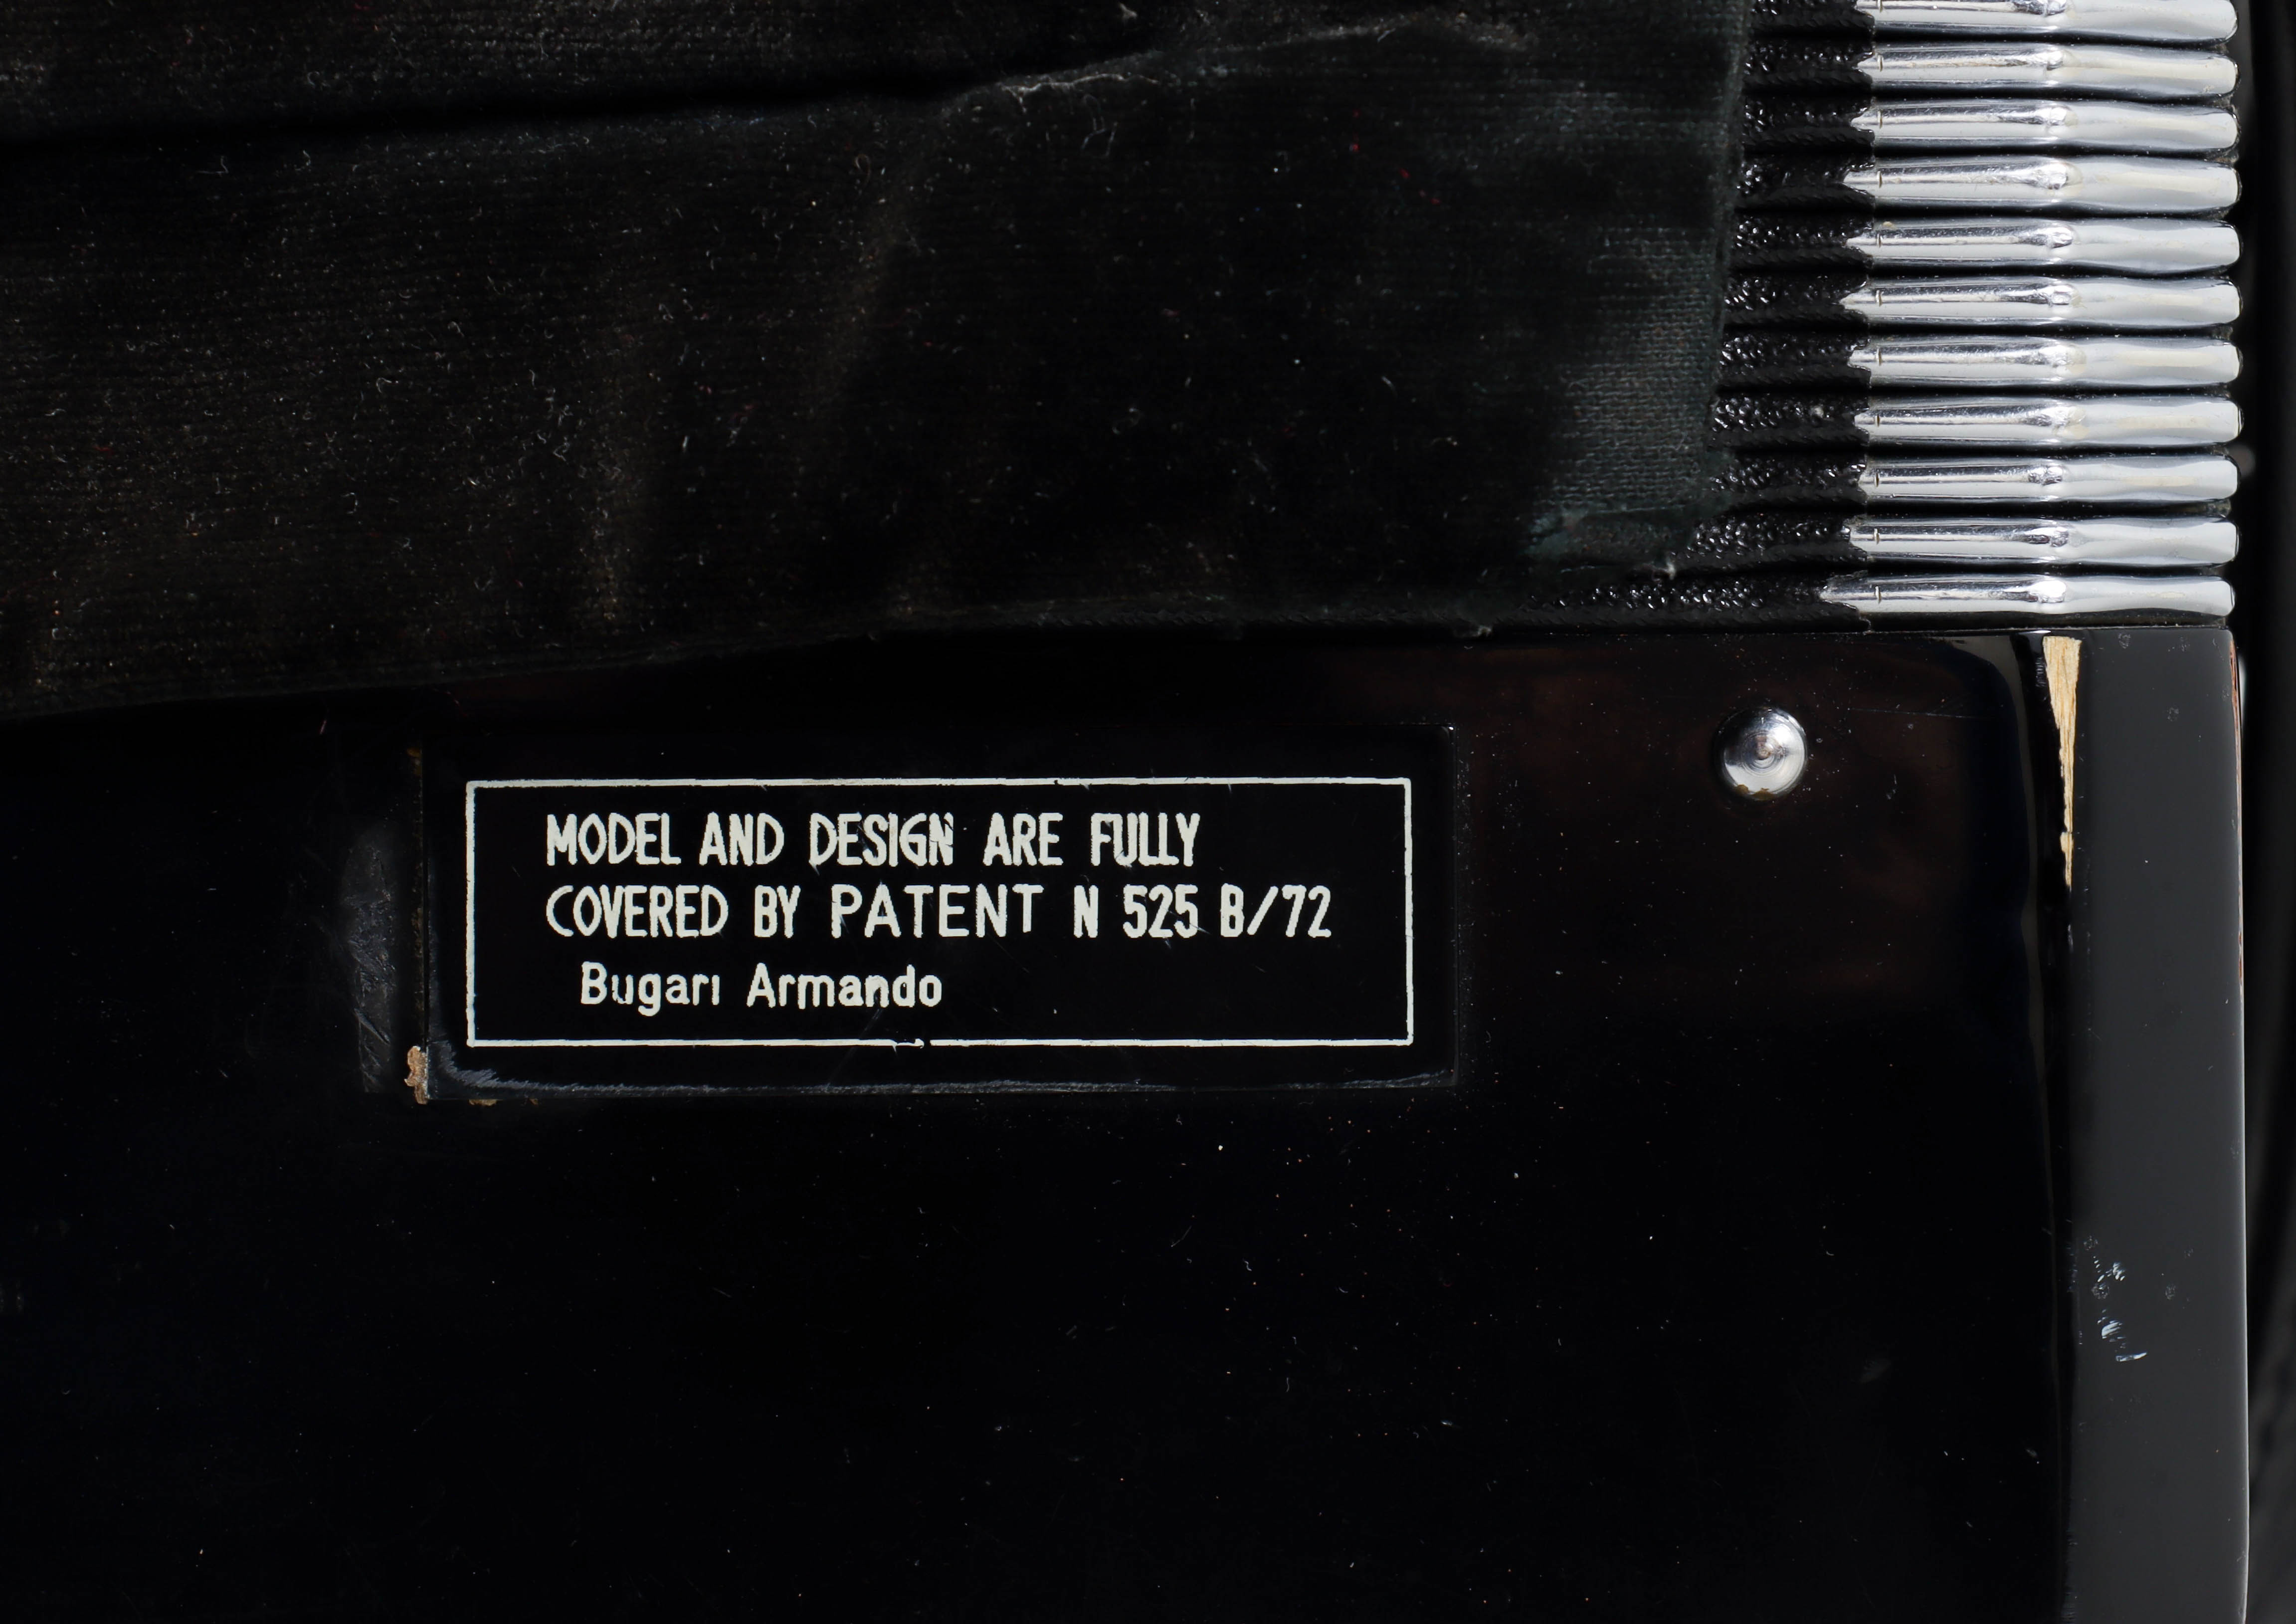 MODEL AND DESIGN ARE FULLY
COVERED BY PATENT N 525 B/72
Bugari Armando